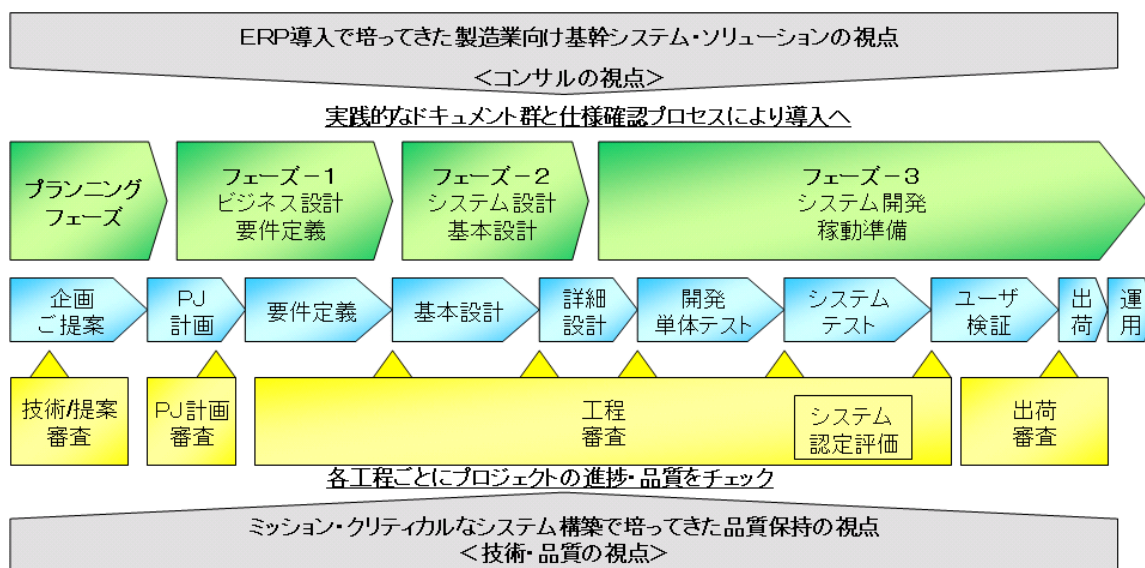 ERP導入で培ってきた製造業向け基幹システム・ソリューションの視点
＜コンサルの視点＞
実践的なドキュメント群と仕様確認プロセスにより導入へ
プランニング
フェーズ
フェーズ－１
ビジネス設計
要件定義
フェーズ－２
システム設計
基本設計
フェーズ－３
システム開発
稼動準備
企画
ご提案
PJ
計画
要件定義
基本設計
詳細
設計
開発
単体テスト
システム
テスト
ユーザ
検証
出
荷
運
用
技術/提案
審査
PJ計画
審査
工程
審査
システム
認定評価
出荷
審査
各工程ごとにプロジェクトの進捗・品質をチェック
ミッション・クリティカルなシステム構築で培ってきた品質保持の視点
＜技術・品質の視点＞